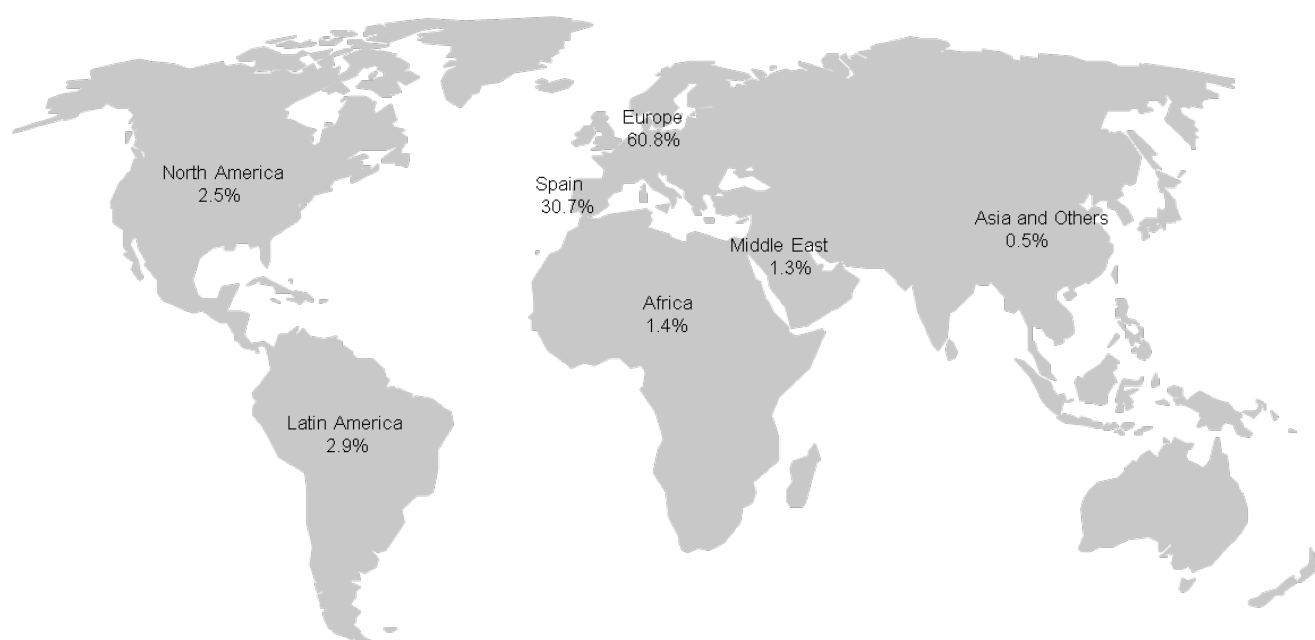 Europe
60.8%
North America
2.5%
Spain
30.7%
Asia and Others
0.5%
Middle East
1.3%
Africa
1.4%
Latin America
2.9%